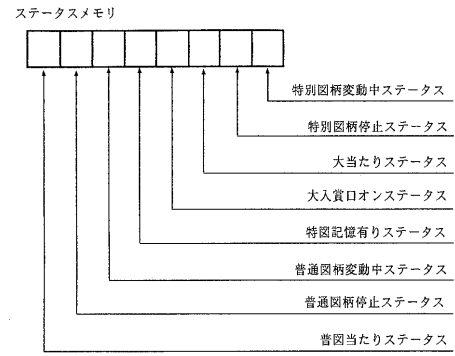 ステータスメモリ
特別図柄変動中ステータス
特別図柄停止ステータス
大当たりステータス
大入賞口オンステータス
特図記憶有りステータス
普通図柄変動中ステータス
普通図柄停止ステータス
普図当たりステータス